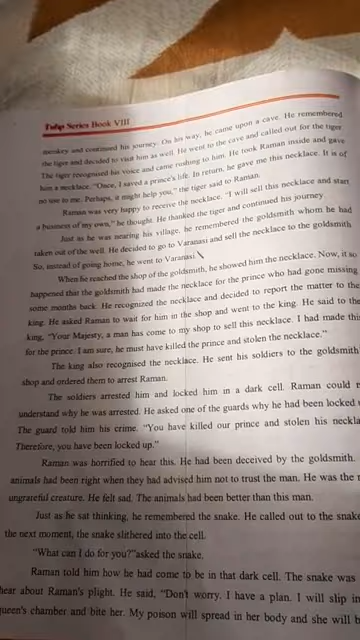 Tulip Series Book VIII
monkey and continued his journey. On his way, he came upon a cave. He remembered
the tiger and decided to visit him as well. He went to the cave and called out for the tiger
The tiger recognised his voice and came rushing to him. He took Raman inside and gave
him a necklace. "Once, I saved a prince's life. In return, he gave me this necklace. It is of
no use to me. Perhaps, it might help you," the tiger said to Raman.
Raman was very happy to receive the necklace. "I will sell this necklace and start
a business of my own," he thought. He thanked the tiger and continued his journey.
Just as he was nearing his village, he remembered the goldsmith whom he had
taken out of the well. He decided to go to Varanasi and sell the necklace to the goldsmith
So, instead of going home, he went to Varanasi
When he reached the shop of the goldsmith, he showed him the necklace. Now, it so
happened that the goldsmith had made the necklace for the prince who had gone missing
some months back. He recognized the necklace and decided to report the matter to the
king. He asked Raman to wait for him in the shop and went to the king. He said to the
king, "Your Majesty, a man has come to my shop to sell this necklace. I had made this
for the prince. I am sure, he must have killed the prince and stolen the necklace."
The king also recognised the necklace. He sent his soldiers to the goldsmith
shop and ordered them to arrest Raman.
The soldiers arrested him and locked him in a dark cell. Raman could
understand why he was arrested. He asked one of the guards why he had been locked
The guard told him his crime. "You have killed our prince and stolen his
Therefore, you have been locked up."
Raman was horrified to hear this. He had been deceived by the goldsmith.
animals had been right when they had advised him not to trust the man. He was the
ungrateful creature. He felt sad. The animals had been better than this man.
Just as he sat thinking, he remembered the snake. He called out to the
the next moment, the snake slithered into the cell.
"What can I do for you?"asked the snake.
Raman told him how he had come to be in that dark cell. The snake was
hear about Raman's plight. He said, "Don't worry. I have a plan. I will slip in
queen's chamber and bite her. My poison will spread in her body and she will